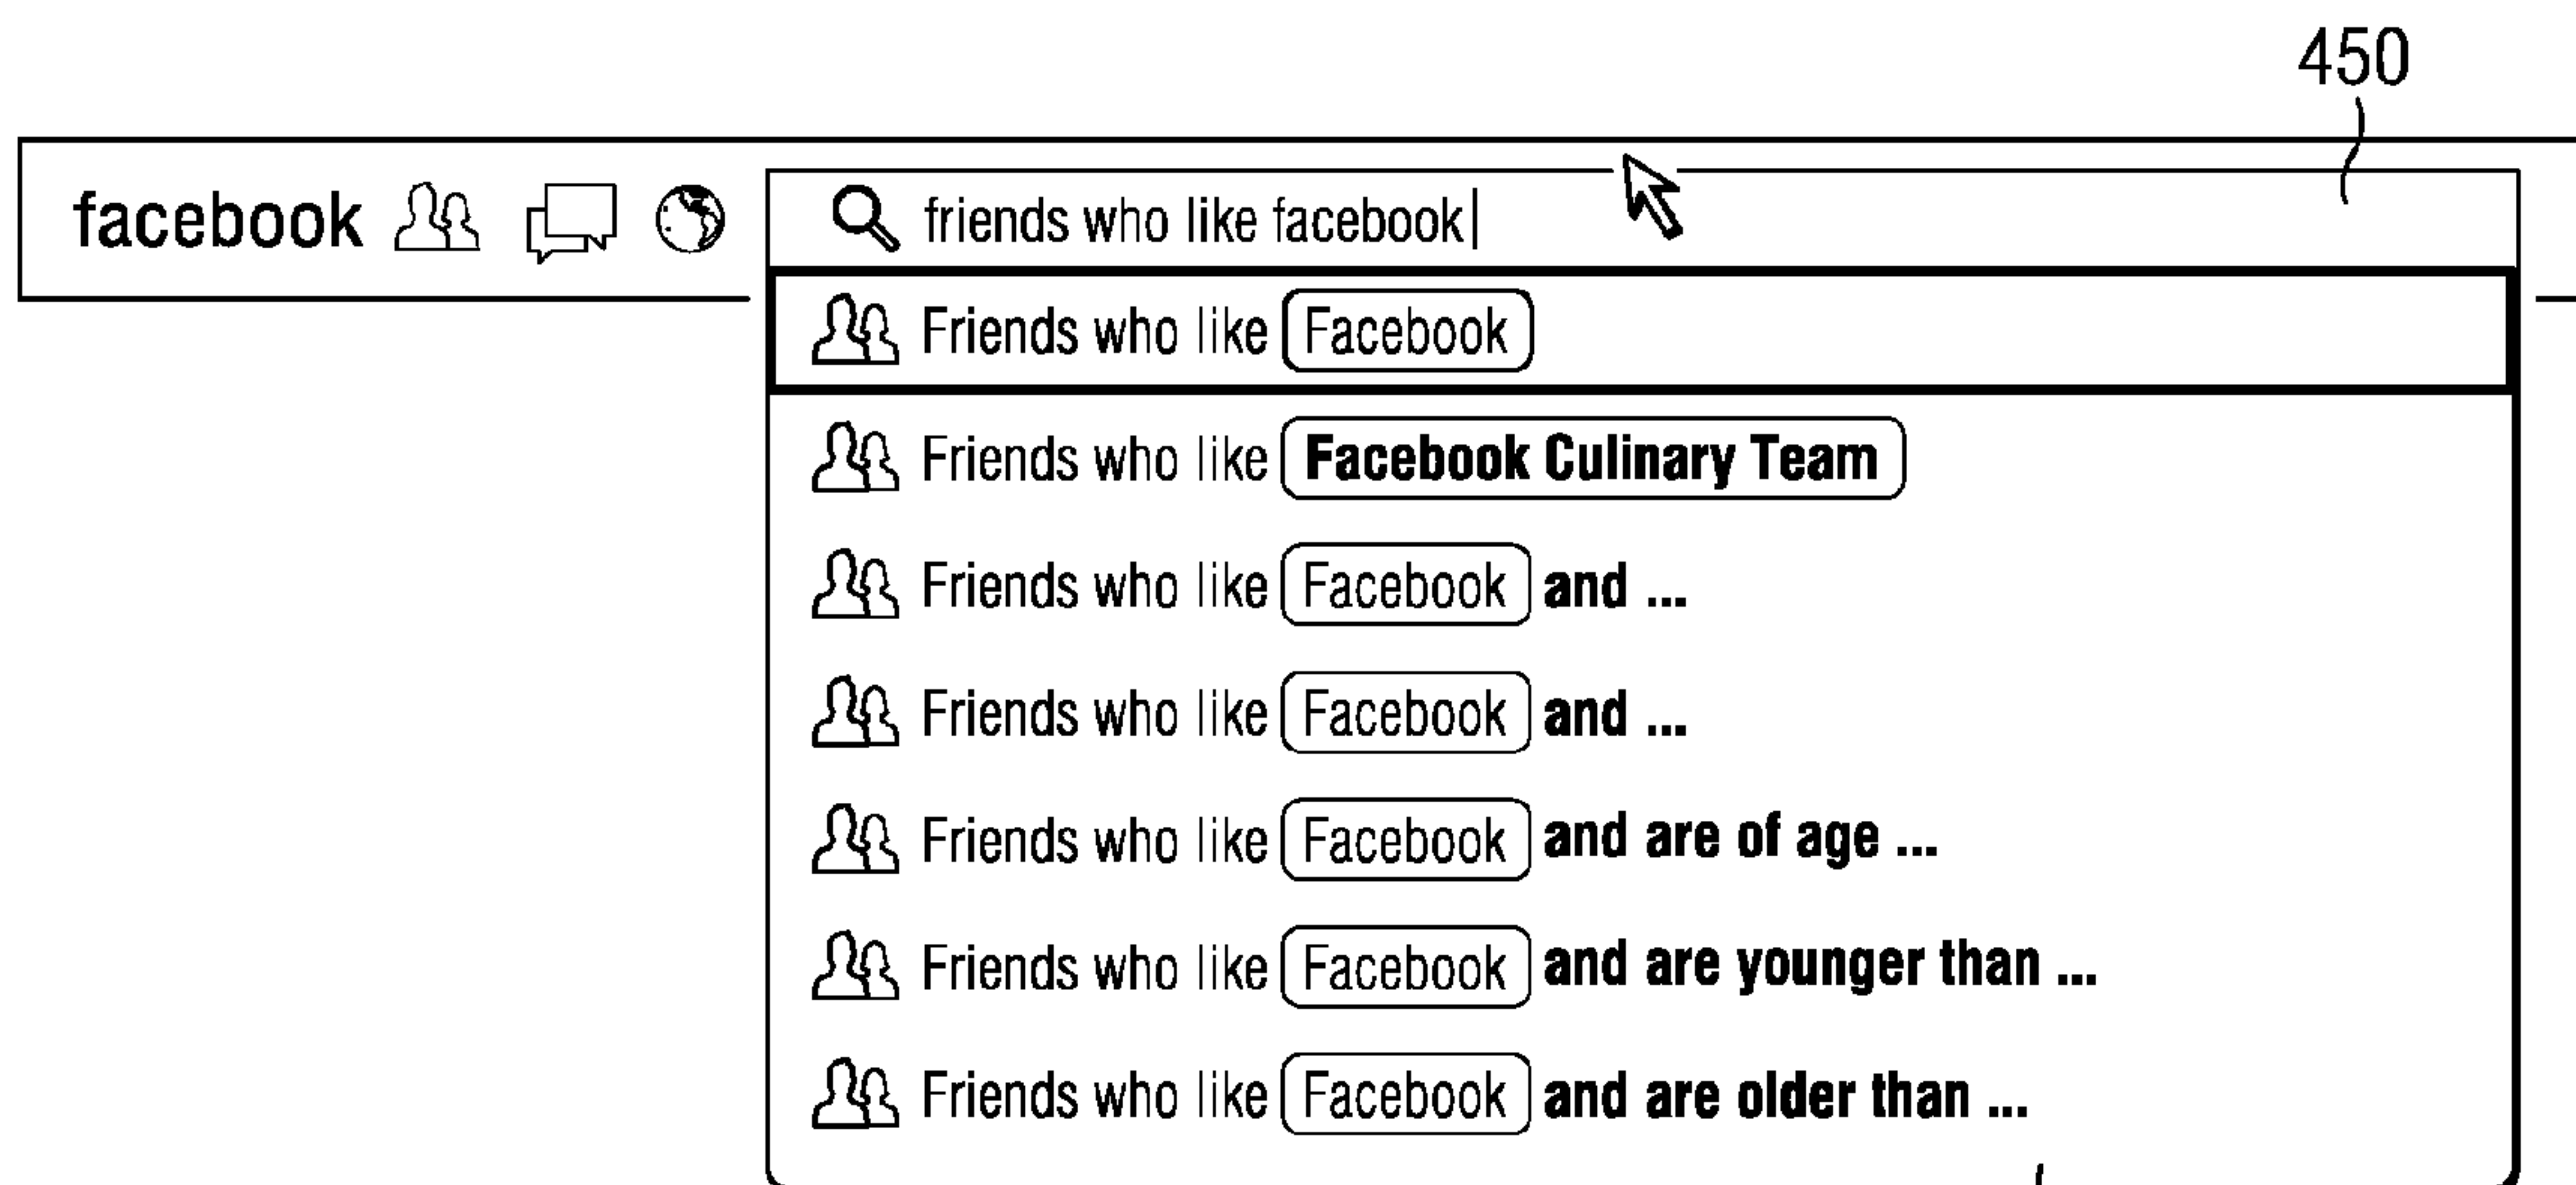 450
facebook friends who like facebook
Friends who like Facebook
Friends who like Facebook Culinary Team
Friends who like Facebook and ...
Friends who like Facebook and ...
Friends who like Facebook and are of age ...
Friends who like Facebook and are younger than ...
Friends who like Facebook and are older than ...